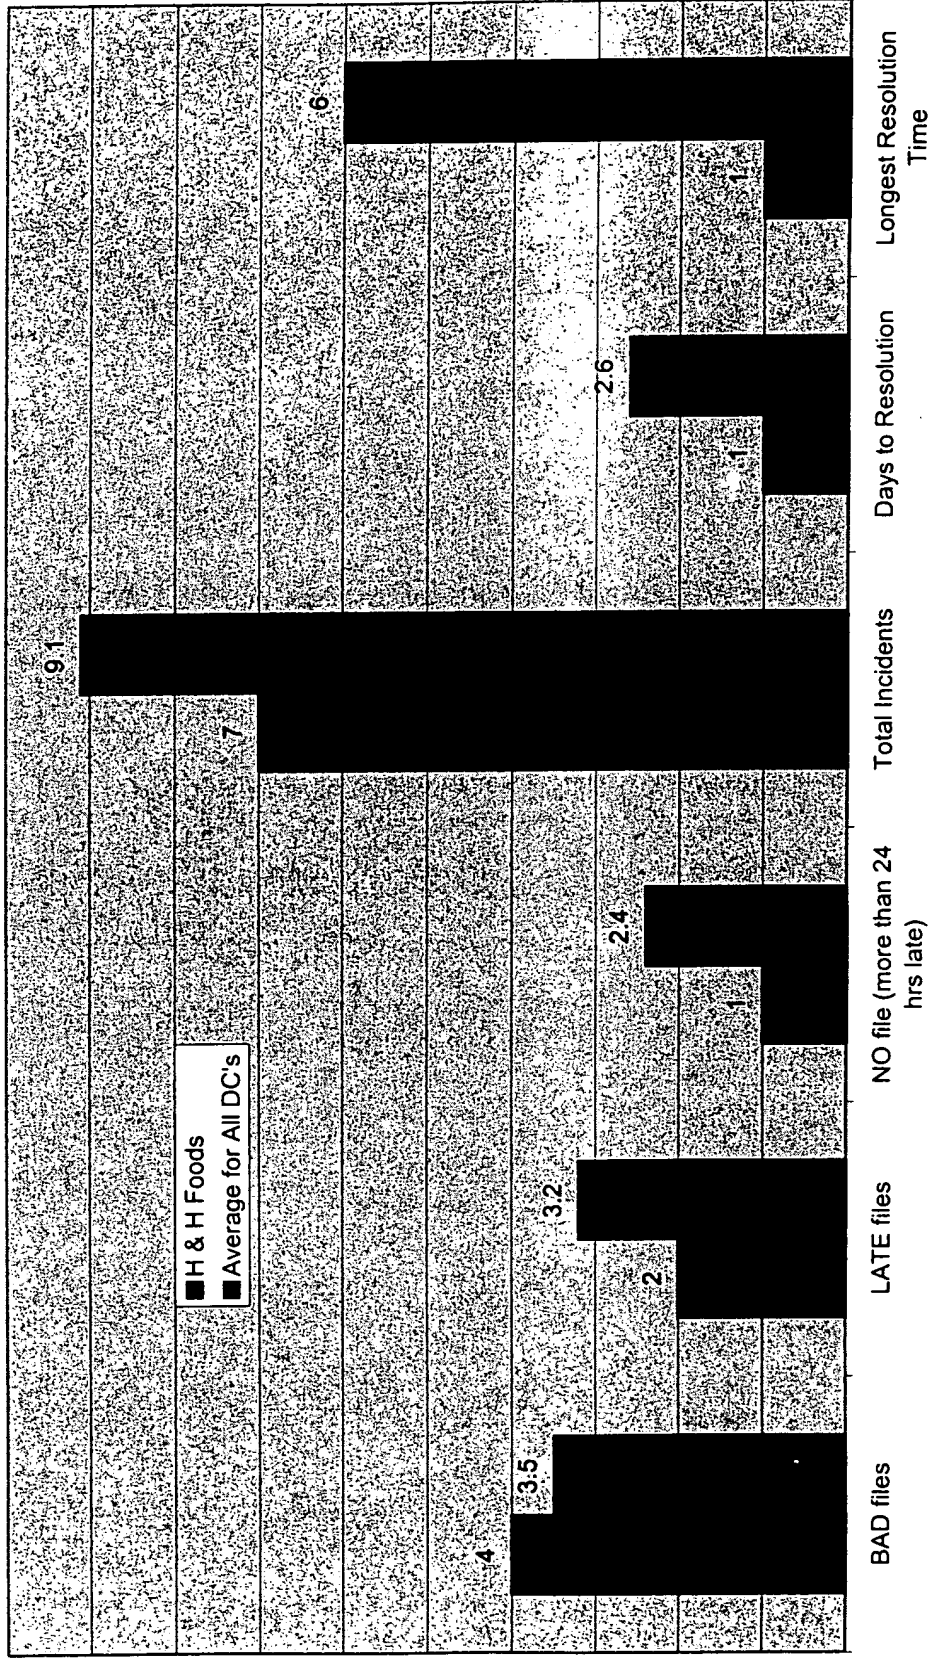 H & H Foods
Average for All DC's
4
3.5
2
3.2
1
2.4
7
9.1
1
2.6
1
6
BAD files
LATE files
NO file (more than 24
hrs late)
Total Incidents
Days to Resolution
Longest Resolution
Time